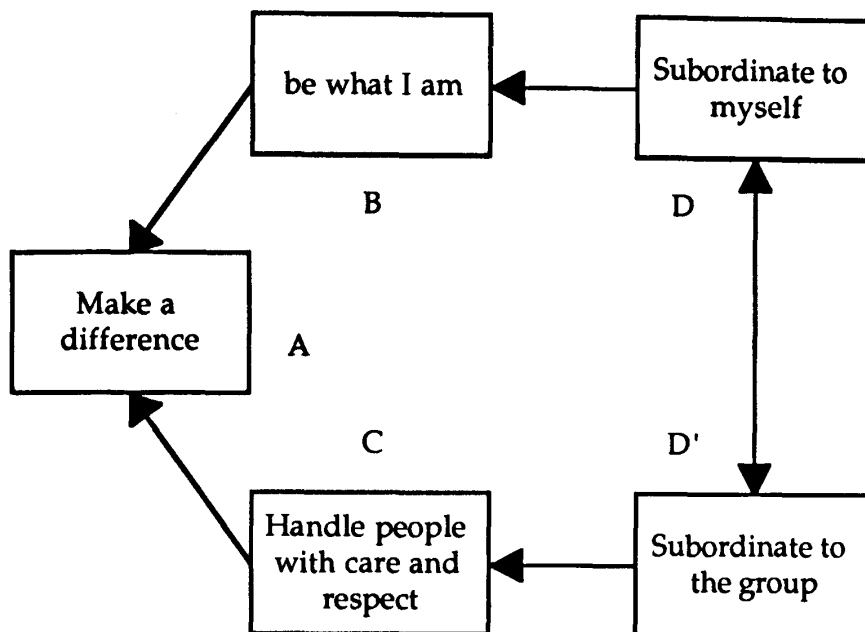 be what I am
Subordinate to
myself
B
D
Make a
difference
A
C
D'
Handle people
with care and
respect
Subordinate to
the group